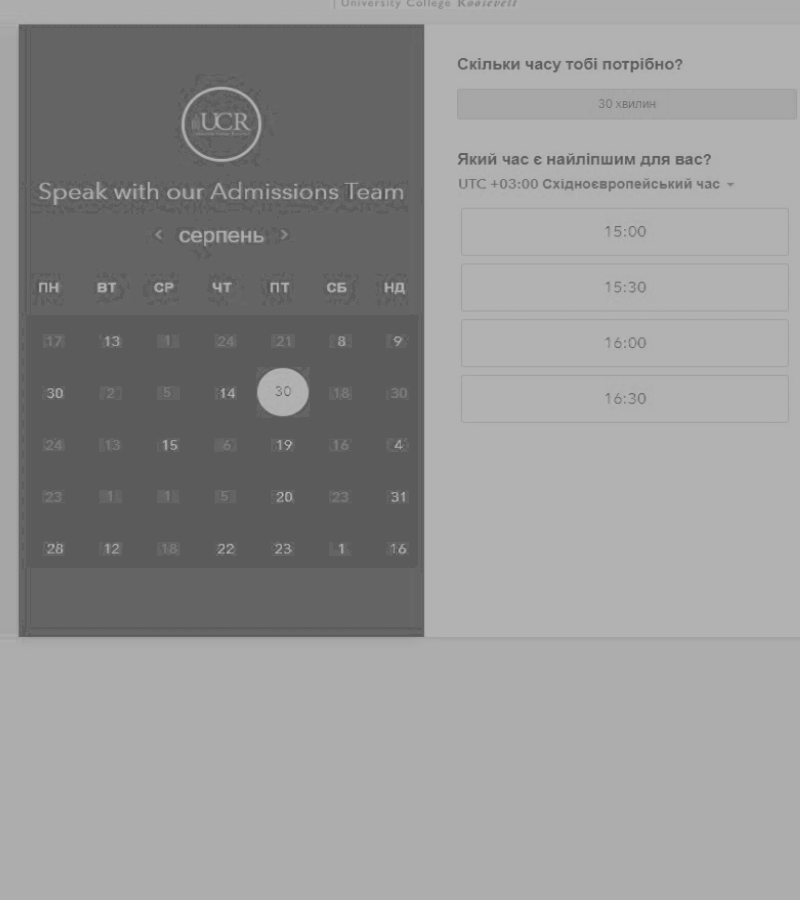 University College Roosevelt
UCR
Speak with our Admissions Team
< серпень >
ПН ВТ СР ЧТ ПТ СБ НД
17 13 1 24 21 8 9
30 2 5 14 30 18 30
24 13 15 6 19 16 4
23 1 1 5 20 23 31
28 12 18 22 23 1 16
Скільки часу тобі потрібно?
30 хвилин
Який час є найліпшим для вас?
UTC +03:00 Східноєвропейський час
15:00
15:30
16:00
16:30